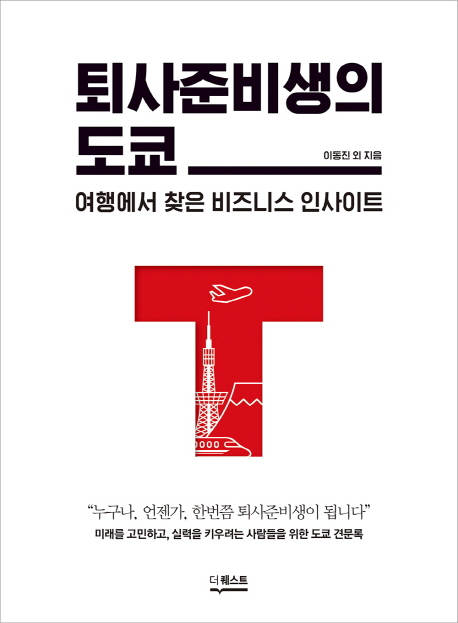 퇴사준비생의
도쿄
이동진 외 지음
여행에서 찾은 비즈니스 인사이트
T
“누구나, 언젠가, 한번쯤 퇴사준비생이 됩니다”
미래를 고민하고, 실력을 키우려는 사람들을 위한 도쿄 견문록
더퀘스트